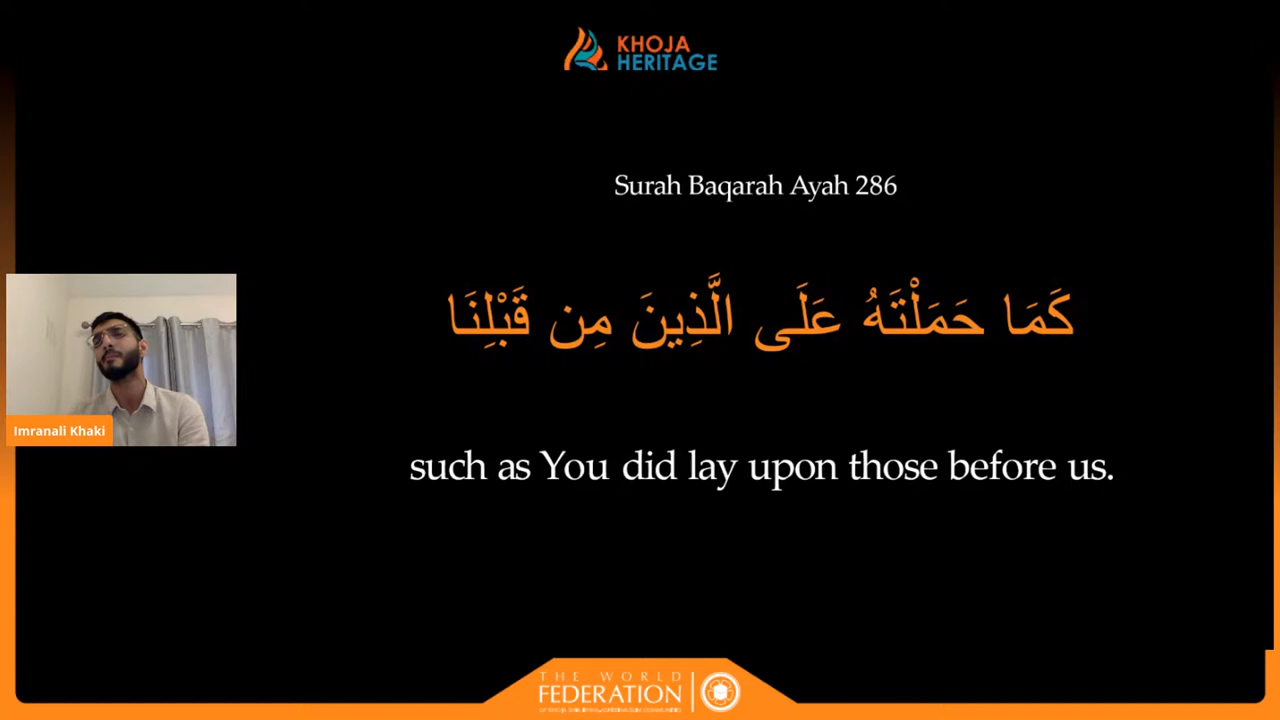 KHOJA
HERITAGE
Surah Baqarah Ayah 286
كَمَا حَمَلْتَهُ عَلَى الَّذِينَ مِن قَبْلِنَا
Imranali Khaki
such as You did lay upon those before us.
THE WORLD
FEDERATION